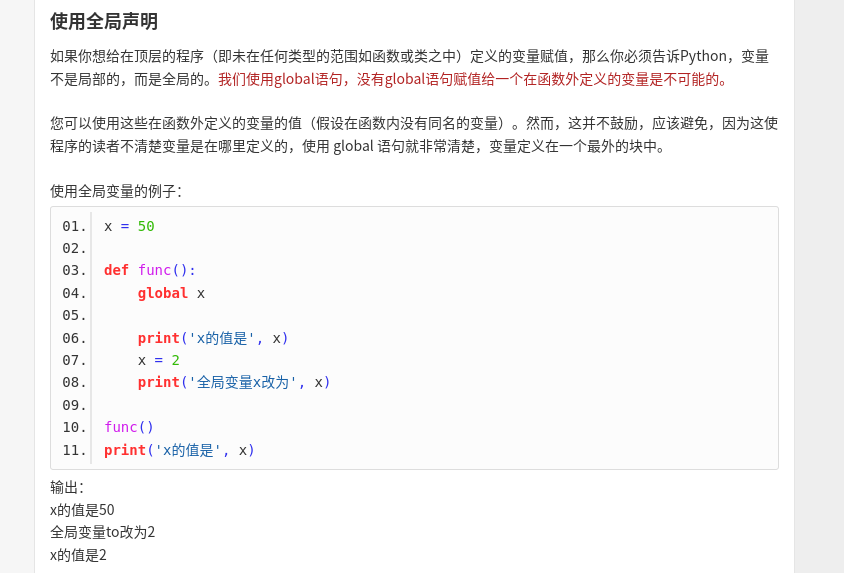 使用全局声明
如果你想给在顶层的程序（即未在任何类型的范围如函数或类之中）定义的变量赋值，那么你必须告诉Python，变量
不是局部的，而是全局的。我们使用global语句，没有global语句赋值给一个在函数外定义的变量是不可能的。
您可以使用这些在函数外定义的变量的值（假设在函数内没有同名的变量）。然而，这并不鼓励，应该避免，因为这使
程序的读者不清楚变量是在哪里定义的，使用 global 语句就非常清楚，变量定义在一个最外的块中。
使用全局变量的例子：
01. x = 50
02.
03. def func():
04.     global x
05.
06.     print('x的值是', x)
07.     x = 2
08.     print('全局变量x改为', x)
09.
10. func()
11. print('x的值是', x)
输出：
x的值是50
全局变量to改为2
x的值是2